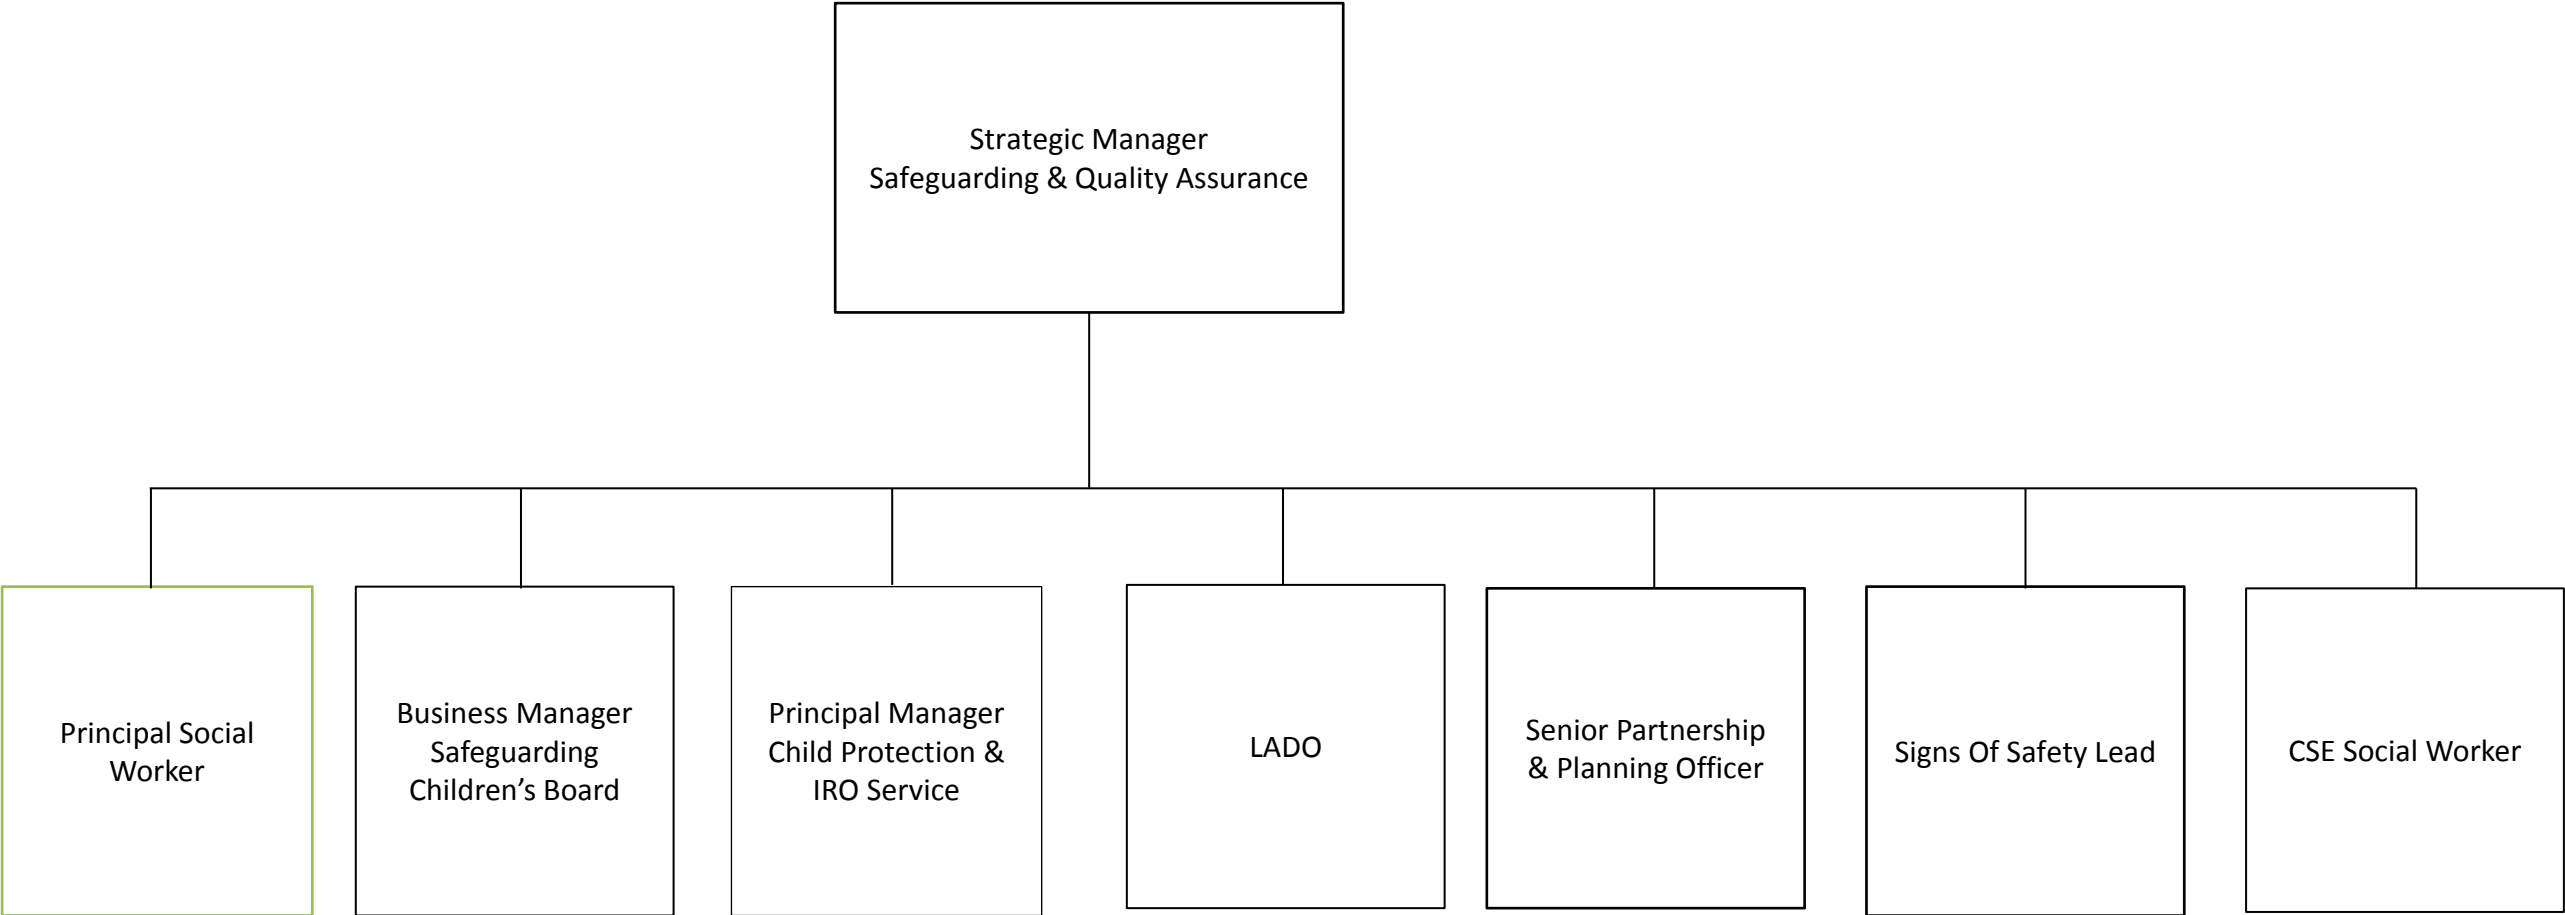 Strategic Manager
Safeguarding & Quality Assurance
Principal Social
Worker
Business Manager
Safeguarding
Children’s Board
Principal Manager
Child Protection &
IRO Service
LADO
Senior Partnership
& Planning Officer
Signs Of Safety Lead
CSE Social Worker